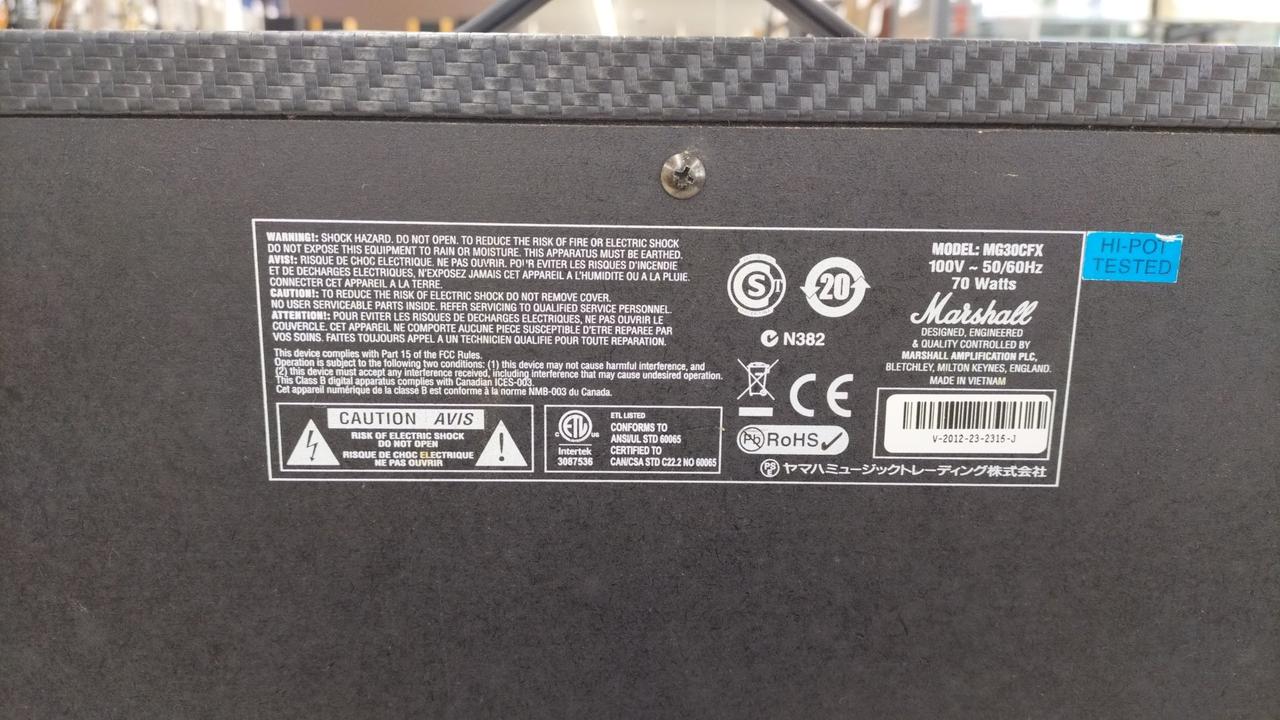 WARNING!: SHOCK HAZARD. DO NOT OPEN. TO REDUCE THE RISK OF FIRE OR ELECTRIC SHOCK
DO NOT EXPOSE THIS EQUIPMENT TO RAIN OR MOISTURE. THIS APPARATUS MUST BE EARTHED.
AVIS!: RISQUE DE CHOC ELECTRIQUE. NE PAS OUVRIR. POI'R EVITER LES RISQUES D'INCENDIE
ET DE DECHARGES ELECTRIQUES, N'EXPOSEZ JAMAIS CET APPAREIL A L'HUMIDITE OU A LA PLUIE.
CONNECTER CET APPAREIL A LA TERRE.
CAUTION!: TO REDUCE THE RISK OF ELECTRIC SHOCK DO NOT REMOVE COVER.
NO USER SERVICEABLE PARTS INSIDE. REFER SERVICING TO QUALIFIED SERVICE PERSONNEL.
ATTENTION!: POUR EVITER LES RISQUES DE DECHARGES ELECTRIQUES, NE PAS OUVRIR LE
COUVERCLE. CET APPAREIL NE COMPORTE AUCUNE PIECE SUSCEPTIBLE D'ETRE REPAREE PAR
VOS SOINS. FAITES TOUJOURS APPEL A UN TECHNICIEN QUALIFIE POUR TOUTE REPARATION.
This device complies with Part 15 of the FCC Rules.
Operation is subject to the following two conditions: (1) this device may not cause harmful interference, and
(2) this device must accept any interference received, including interference that may cause undesired operation.
This Class B digital apparatus complies with Canadian ICES-003.
Cet appareil numérique de la classe B est conforme à la norme NMB-003 du Canada.
CAUTION AVIS
RISK OF ELECTRIC SHOCK
DO NOT OPEN
RISQUE DE CHOC ELECTRIQUE
NE PAS OUVRIR
ETL
C US
Intertek
3087536
ETL LISTED
CONFORMS TO
ANSI/UL STD 60065
CERTIFIED TO
CAN/CSA STD C22.2 NO 60065
S T
20
N382
CE
Pb RoHS
PS E ヤマハミュージックトレーディング株式会社
MODEL: MG30CFX
100V ~ 50/60Hz
70 Watts
Marshall
DESIGNED, ENGINEERED
& QUALITY CONTROLLED BY
MARSHALL AMPLIFICATION PLC,
BLETCHLEY, MILTON KEYNES, ENGLAND.
MADE IN VIETNAM
V-2012-23-2315-J
HI-POT
TESTED